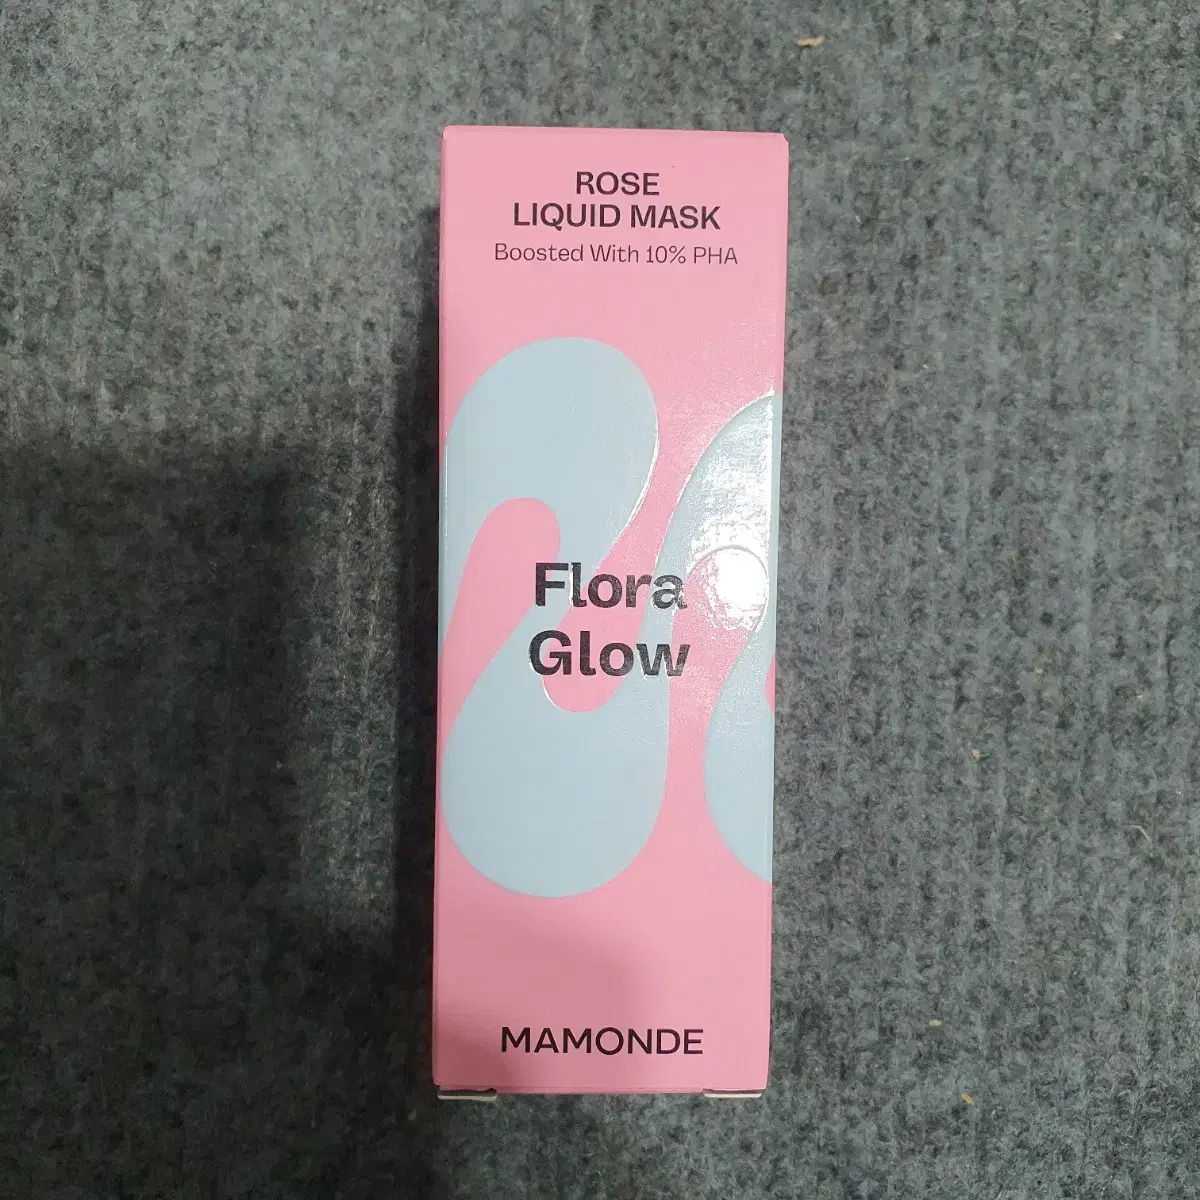 ROSE
LIQUID MASK
Boosted With 10% PHA
Flora
Glow
MAMONDE